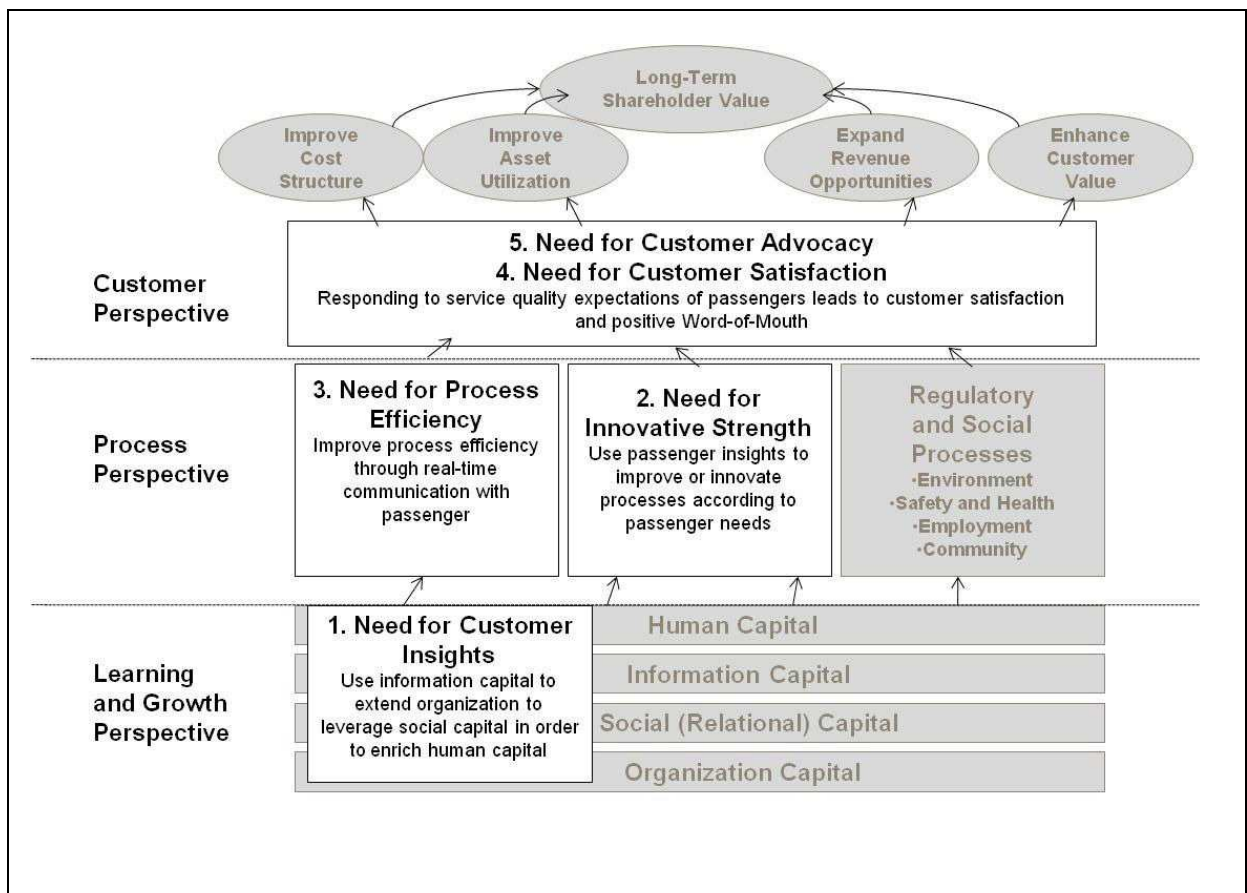 Long-Term
Shareholder Value
Improve
Cost
Structure
Improve
Asset
Utilization
Expand
Revenue
Opportunities
Enhance
Customer
Value
Customer
Perspective
5. Need for Customer Advocacy
4. Need for Customer Satisfaction
Responding to service quality expectations of passengers leads to customer satisfaction
and positive Word-of-Mouth
Process
Perspective
3. Need for Process
Efficiency
Improve process efficiency
through real-time
communication with
passenger
2. Need for
Innovative Strength
Use passenger insights to
improve or innovate
processes according to
passenger needs
Regulatory
and Social
Processes
·Environment
·Safety and Health
·Employment
·Community
Learning
and Growth
Perspective
1. Need for Customer
Insights
Use information capital to
extend organization to
leverage social capital in order
to enrich human capital
Human Capital
Information Capital
Social (Relational) Capital
Organization Capital